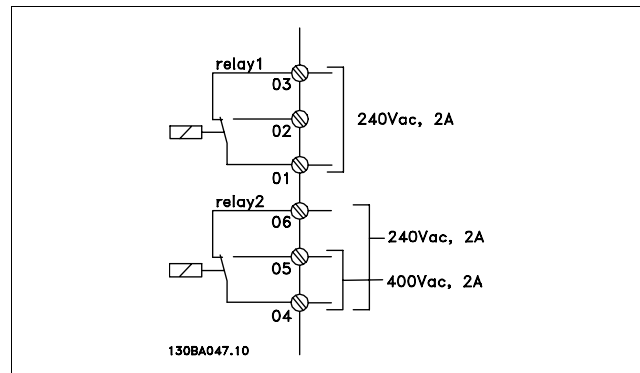 relay1
03
02
240Vac, 2A
01
relay2
06
240Vac, 2A
05
400Vac, 2A
04
130BA047.10